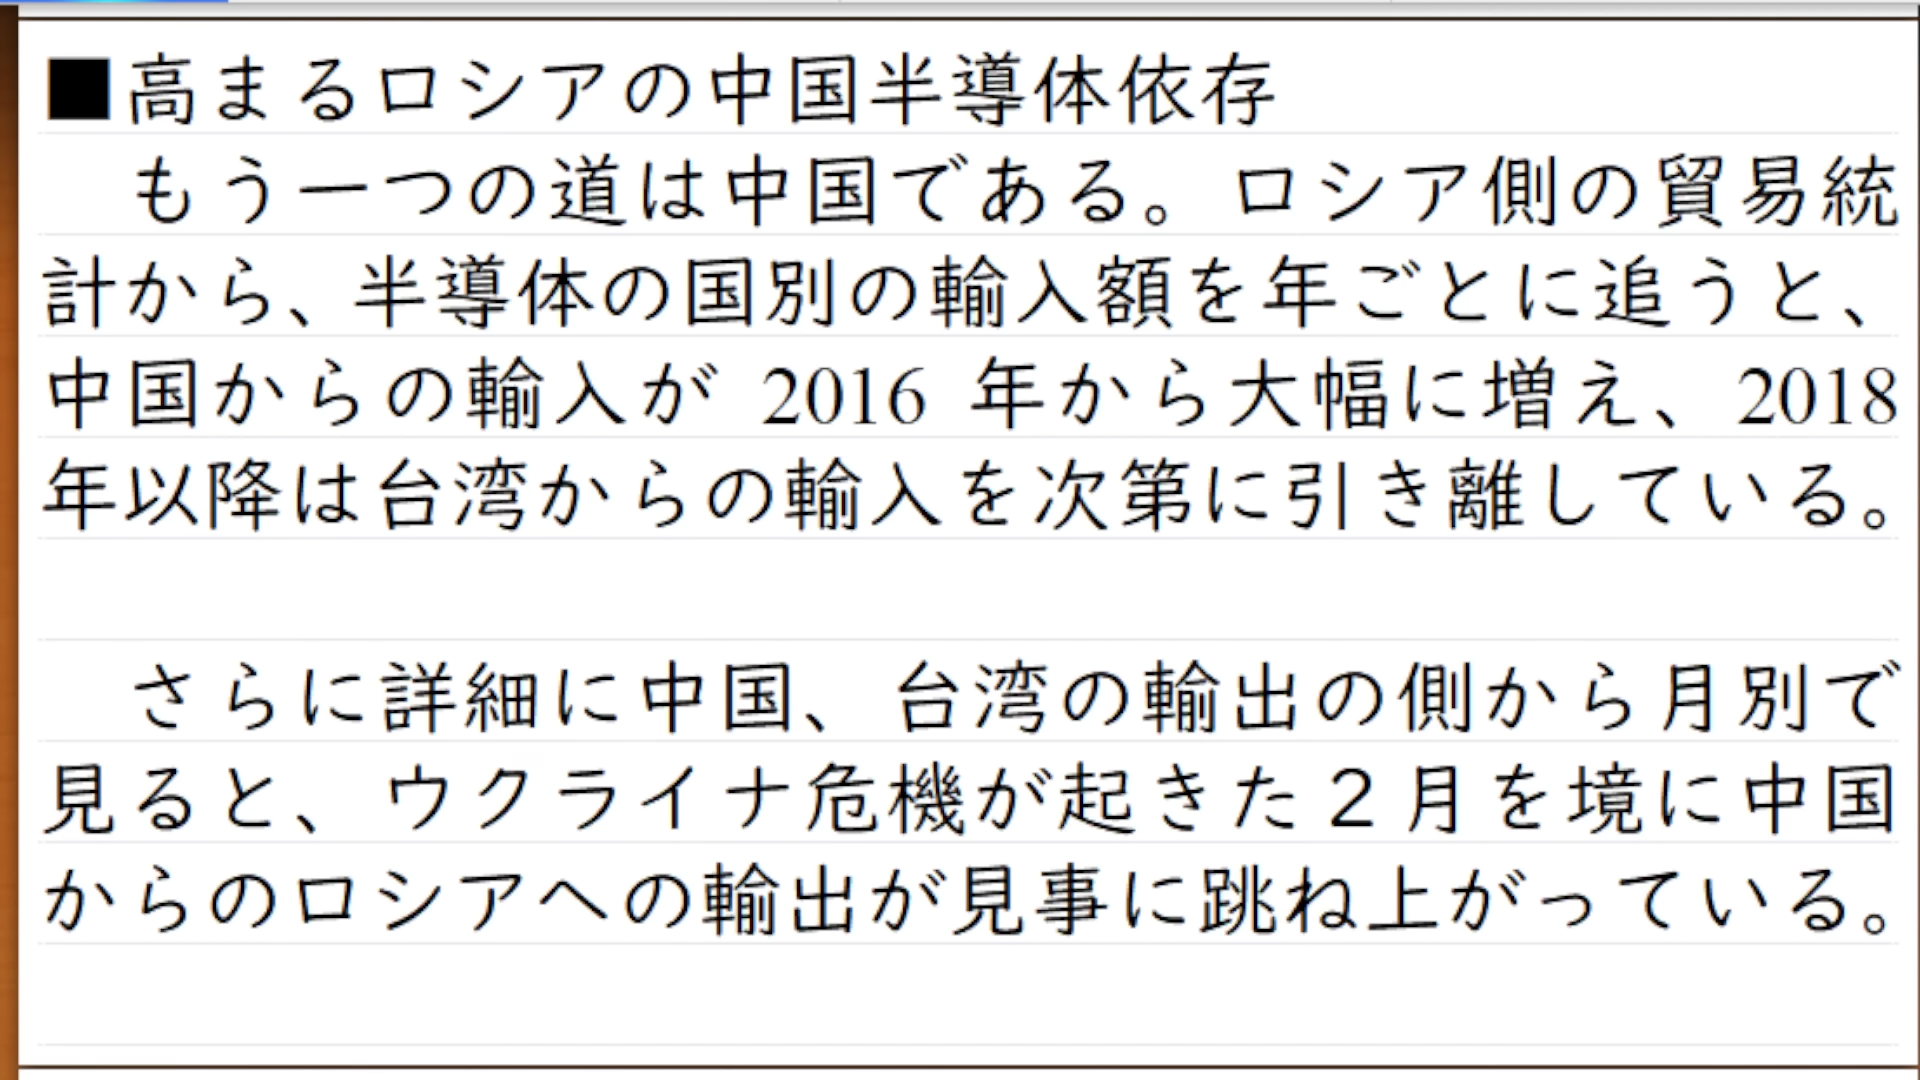 ■高まるロシアの中国半導体依存
もう一つの道は中国である。ロシア側の貿易統
計から、半導体の国別の輸入額を年ごとに追うと、
中国からの輸入が 2016 年から大幅に増え、2018
年以降は台湾からの輸入を次第に引き離している。
さらに詳細に中国、台湾の輸出の側から月別で
見ると、ウクライナ危機が起きた２月を境に中国
からのロシアへの輸出が見事に跳ね上がっている。